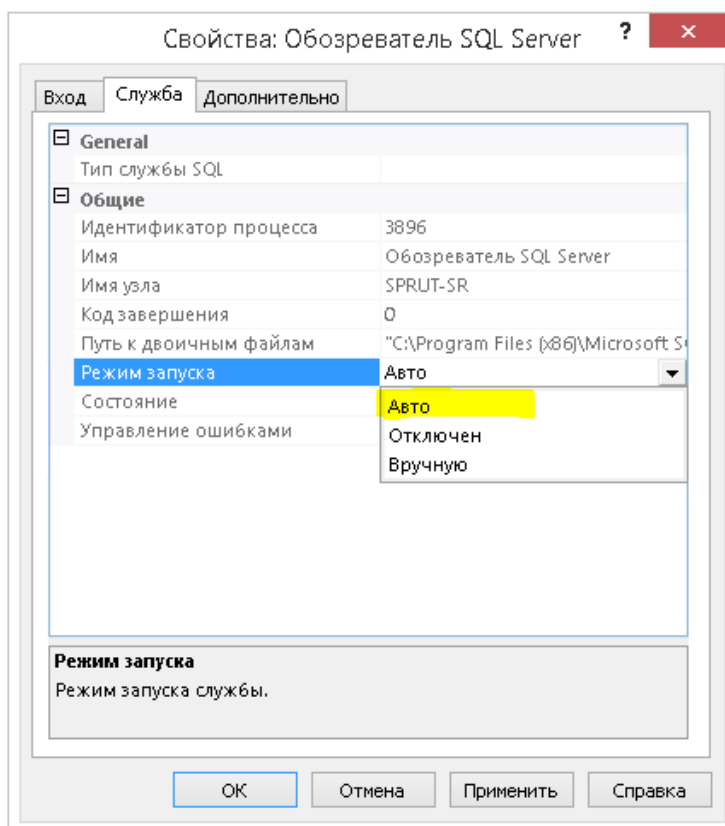 Свойства: Обозреватель SQL Server ? ×
Вход Служба Дополнительно
General
Тип службы SQL
Общие
Идентификатор процесса 3896
Имя Обозреватель SQL Server
Имя узла SPRUT-SR
Код завершения 0
Путь к двоичным файлам "C:\Program Files (x86)\Microsoft S
Режим запуска Авто
Состояние Авто
Управление ошибками Отключен
Вручную
Режим запуска
Режим запуска службы.
ОК Отмена Применить Справка